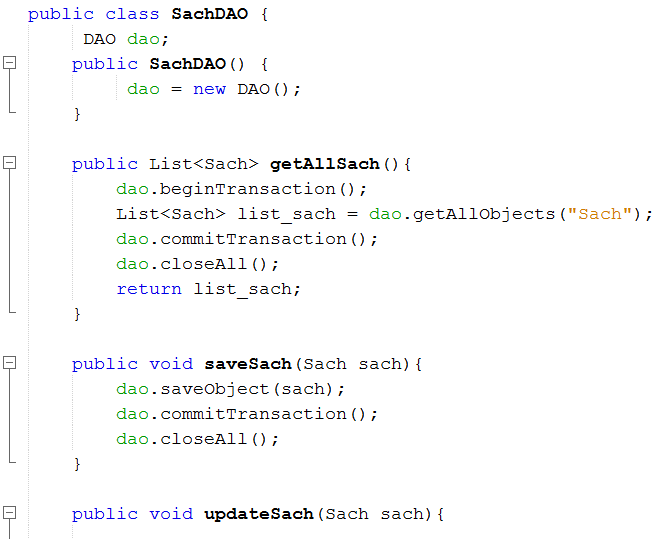 public class SachDAO {
DAO dao;
public SachDAO() {
dao = new DAO();
}
public List<Sach> getAllSach(){
dao.beginTransaction();
List<Sach> list_sach = dao.getAllObjects("Sach");
dao.commitTransaction();
dao.closeAll();
return list_sach;
}
public void saveSach(Sach sach){
dao.saveObject(sach);
dao.commitTransaction();
dao.closeAll();
}
public void updateSach(Sach sach){